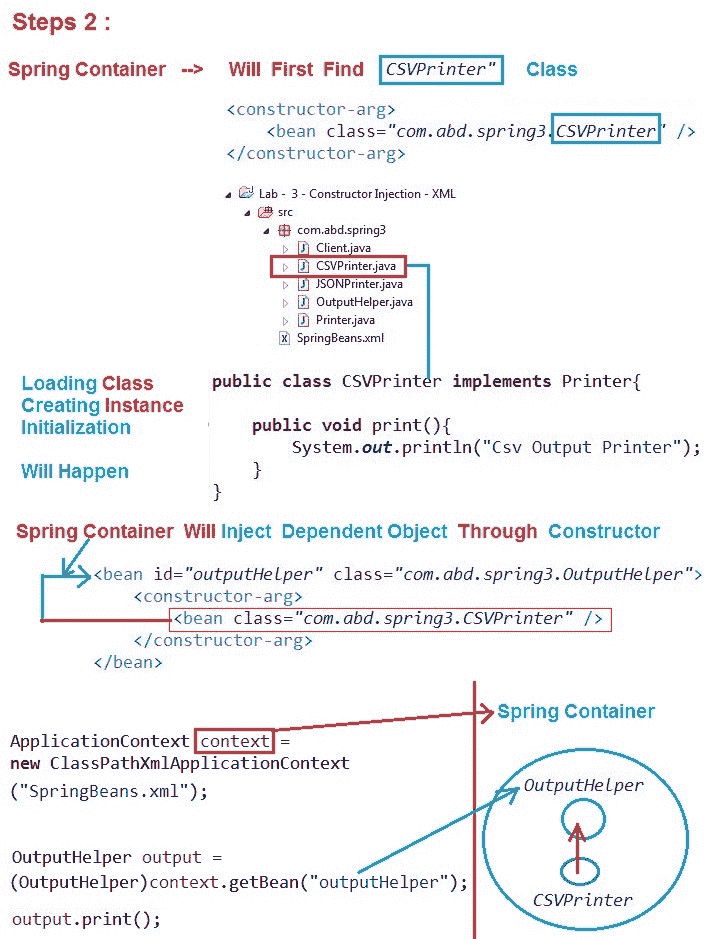 Steps 2 :
Spring Container --> Will First Find CSVPrinter" Class
<constructor-arg>
<bean class="com.abd.spring3.CSVPrinter" />
</constructor-arg>
Lab - 3 - Constructor Injection - XML
src
com.abd.spring3
Client.java
CSVPrinter.java
JSONPrinter.java
OutputHelper.java
Printer.java
SpringBeans.xml
Loading Class
Creating Instance
Initialization
Will Happen
public class CSVPrinter implements Printer{
public void print(){
System.out.println("Csv Output Printer");
}
}
Spring Container Will Inject Dependent Object Through Constructor
<bean id="outputHelper" class="com.abd.spring3.OutputHelper">
<constructor-arg>
<bean class="com.abd.spring3.CSVPrinter" />
</constructor-arg>
</bean>
ApplicationContext context =
new ClassPathXmlApplicationContext
("SpringBeans.xml");
OutputHelper output =
(OutputHelper)context.getBean("outputHelper");
output.print();
Spring Container
OutputHelper
CSVPrinter